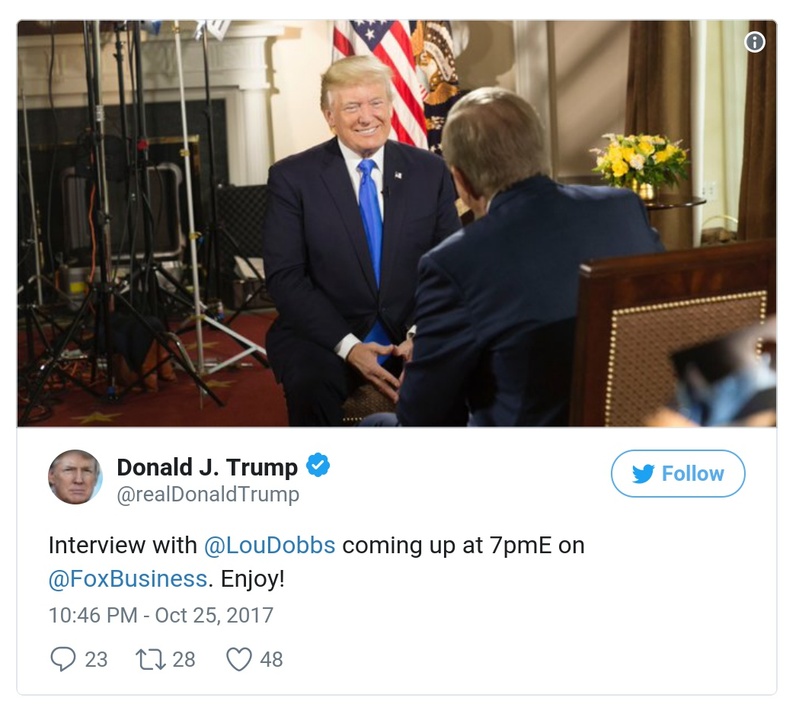 Donald J. Trump
Follow
@realDonaldTrump
Interview with @LouDobbs coming up at 7pmE on
@FoxBusiness. Enjoy!
10:46 PM - Oct 25, 2017
23 28 48